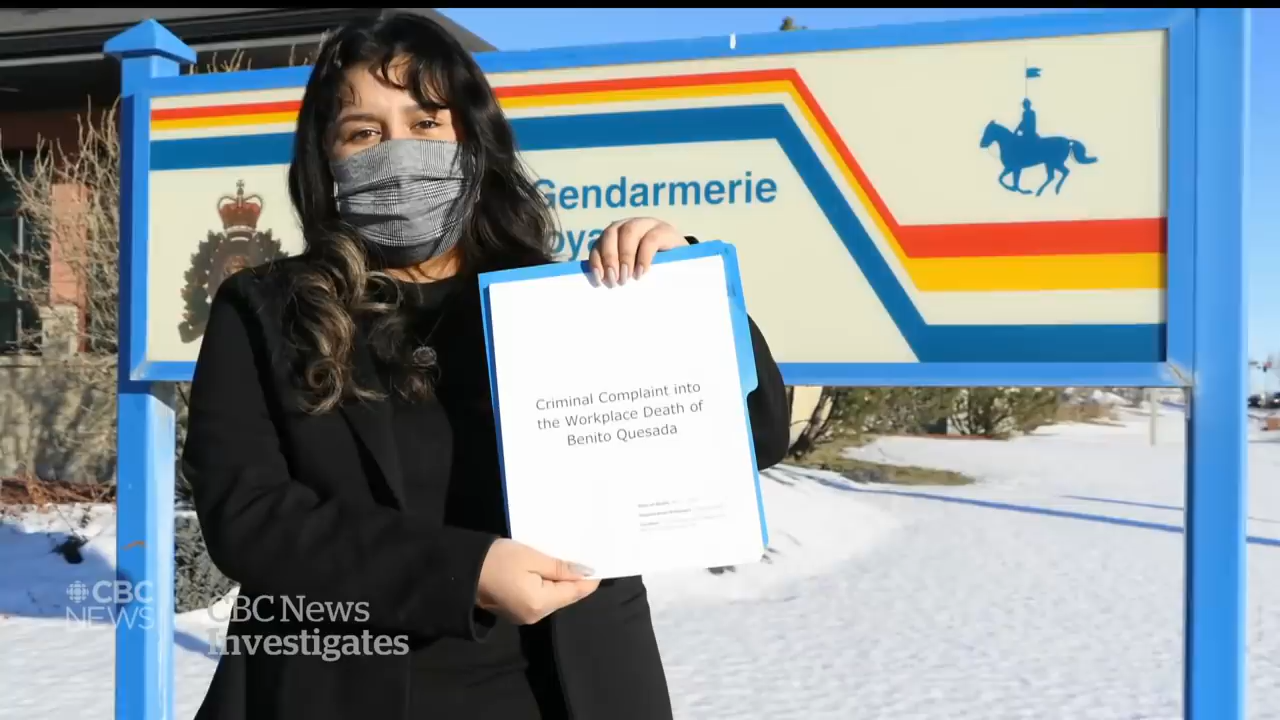 Gendarmerie
Criminal Complaint into
the Workplace Death of
Benito Quesada
CBC
NEWS
CBC News
Investigates